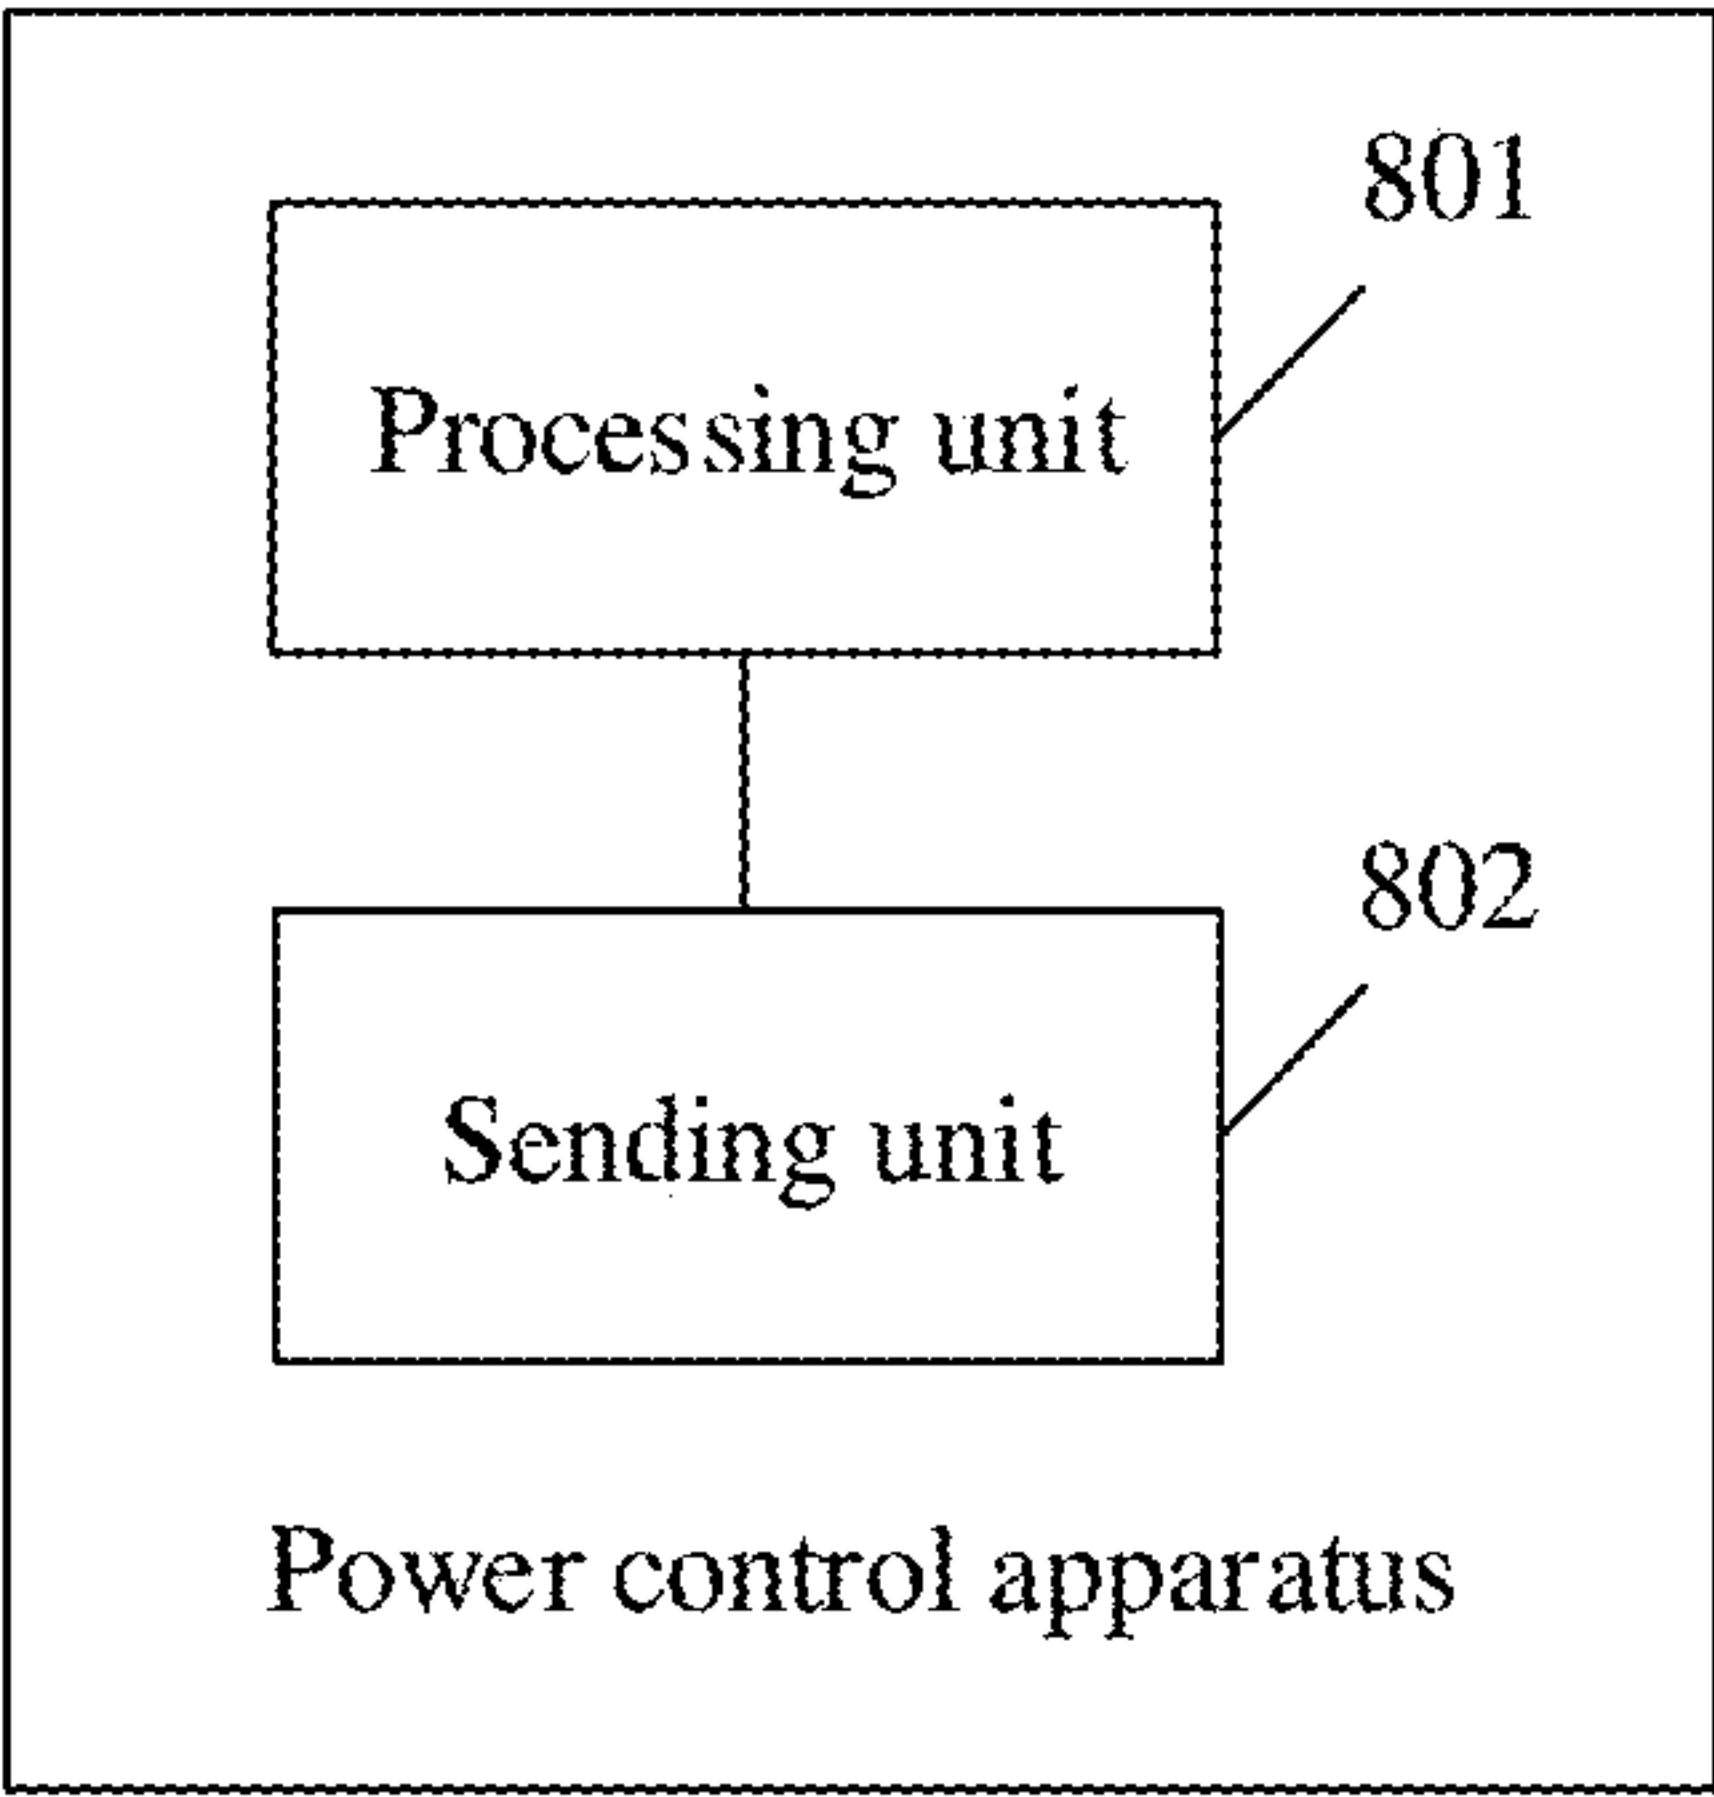 801
Processing unit
802
Sending unit
Power control apparatus